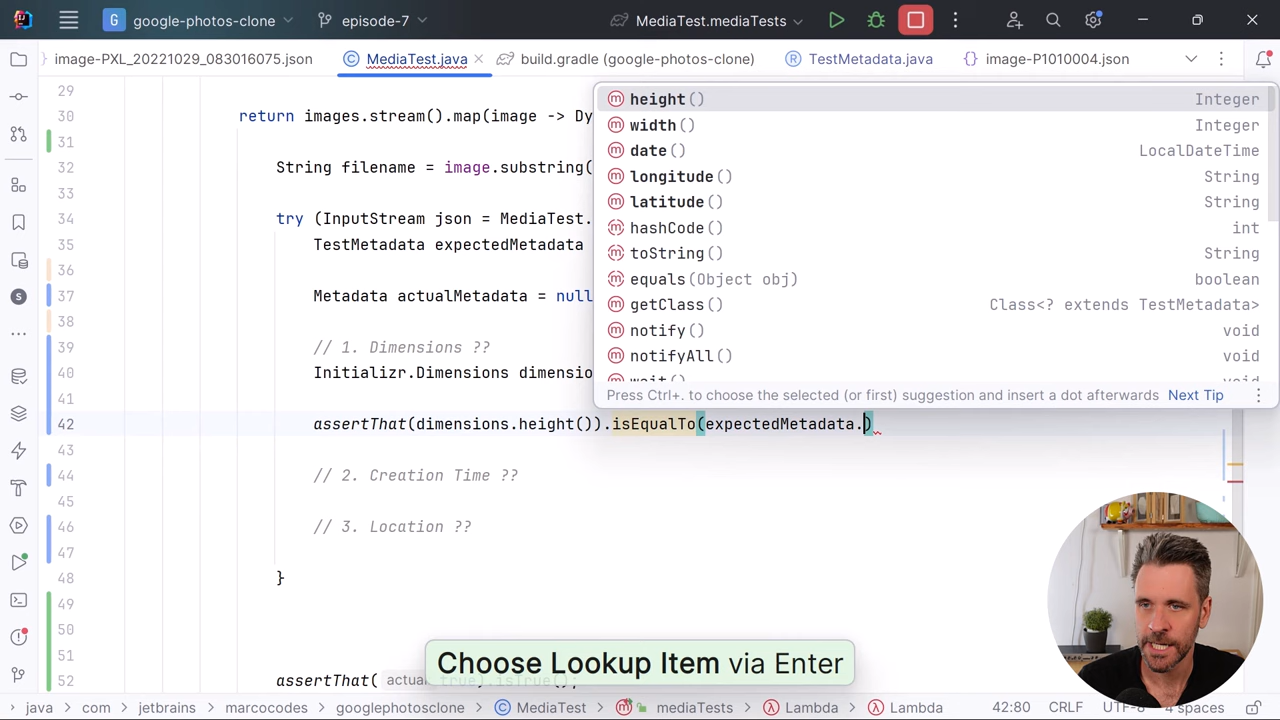 G google-photos-clone episode-7 MediaTest.mediaTests
image-PXL_20221029_083016075.json MediaTest.java build.gradle (google-photos-clone) TestMetadata.java image-P1010004.json
29
30 return images.stream().map(image -> Dy
31
32 String filename = image.substring(
33
34 try (InputStream json = MediaTest.
35 TestMetadata expectedMetadata
36
37 Metadata actualMetadata = null
38
39 // 1. Dimensions ??
40 Initializr.Dimensions dimensio
41
42 assertThat(dimensions.height()).isEqualTo(expectedMetadata.)
43
44 // 2. Creation Time ??
45
46 // 3. Location ??
47
48 }
49
50
51
52 assertThat( actual true).isTrue();
height() Integer
width() Integer
date() LocalDateTime
longitude() String
latitude() String
hashCode() int
toString() String
equals(Object obj) boolean
getClass() Class<? extends TestMetadata>
notify() void
notifyAll() void
wait() void
Press Ctrl+. to choose the selected (or first) suggestion and insert a dot afterwards Next Tip
Choose Lookup Item via Enter
java com jetbrains marcocodes googlephotosclone MediaTest mediaTests Lambda Lambda 42:80 CRLF UTF-8 4 spaces